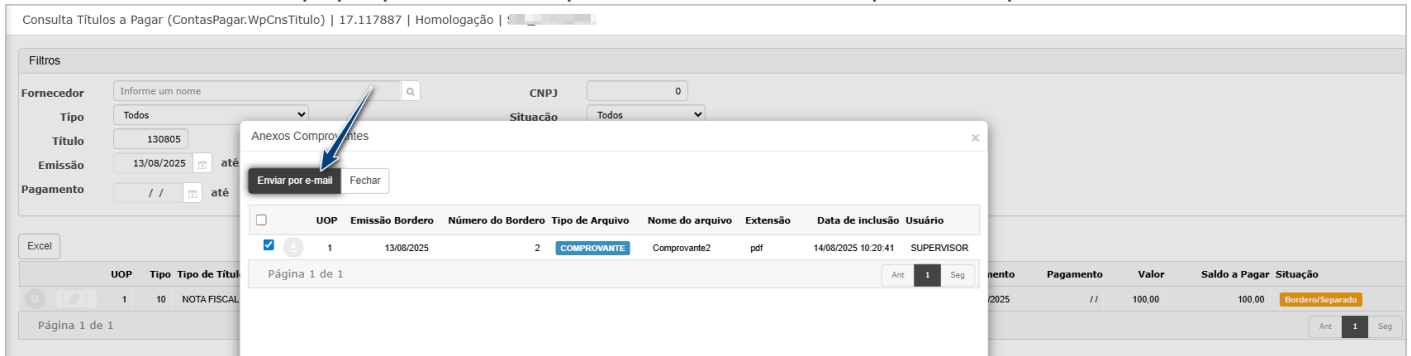 Consulta Títulos a Pagar (ContasPagar.WpCnsTitulo) | 17.117887 | Homologação |
Filtros
Fornecedor Informe um nome CNPJ 0
Tipo Todos Situação Todos
Título 130805
Emissão 13/08/2025 até
Pagamento / / até
Anexos Comprovantes ×
Enviar por e-mail Fechar
UOP Emissão Bordero Número do Bordero Tipo de Arquivo Nome do arquivo Extensão Data de inclusão Usuário
1 13/08/2025 2 COMPROVANTE Comprovante2 pdf 14/08/2025 10:20:41 SUPERVISOR
Página 1 de 1 Ant 1 Seg
Excel
UOP Tipo Tipo de Títul Pagamento Valor Saldo a Pagar Situação
1 10 NOTA FISCAL /2025 / / 100,00 100,00 Bordero/Separado
Página 1 de 1 Ant 1 Seg